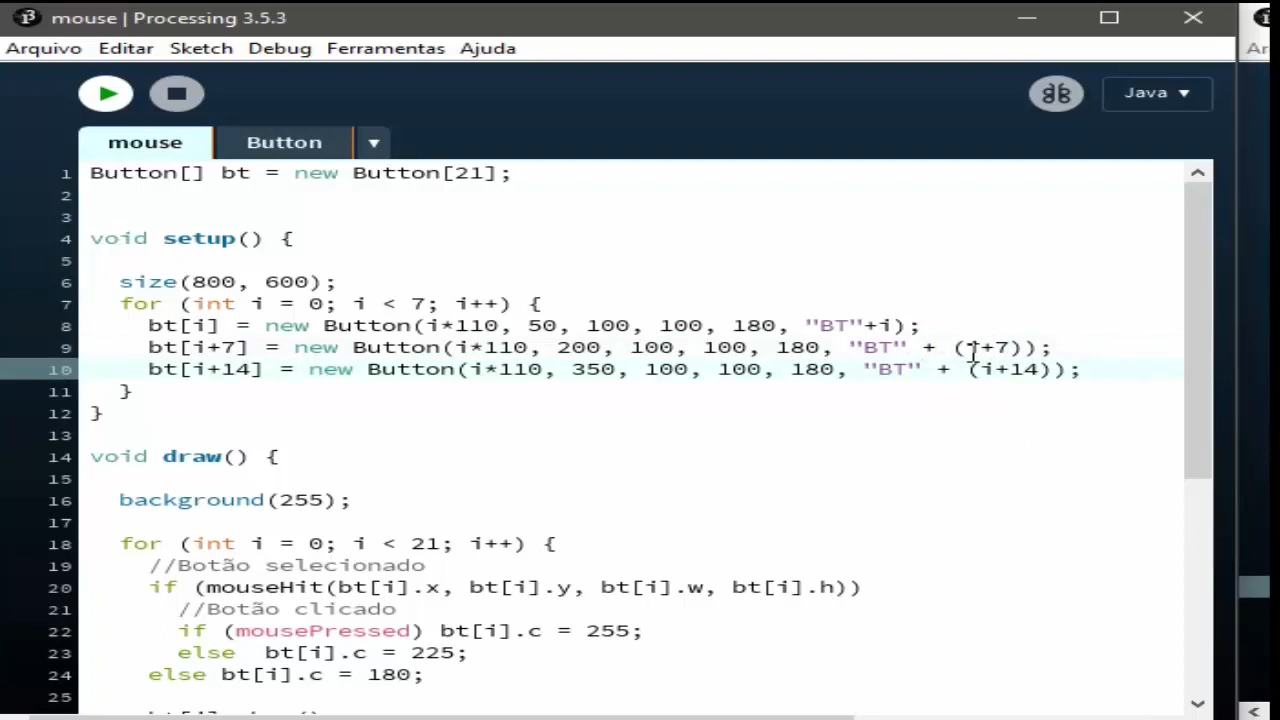 mouse | Processing 3.5.3
Arquivo Editar Sketch Debug Ferramentas Ajuda
Ar
Java
mouse Button
1 Button[] bt = new Button[21];
2
3
4 void setup() {
5
6 size(800, 600);
7 for (int i = 0; i < 7; i++) {
8 bt[i] = new Button(i*110, 50, 100, 100, 180, "BT"+i);
9 bt[i+7] = new Button(i*110, 200, 100, 100, 180, "BT" + (i+7));
10 bt[i+14] = new Button(i*110, 350, 100, 100, 180, "BT" + (i+14));
11 }
12 }
13
14 void draw() {
15
16 background(255);
17
18 for (int i = 0; i < 21; i++) {
19 //Botão selecionado
20 if (mouseHit(bt[i].x, bt[i].y, bt[i].w, bt[i].h))
21 //Botão clicado
22 if (mousePressed) bt[i].c = 255;
23 else bt[i].c = 225;
24 else bt[i].c = 180;
25